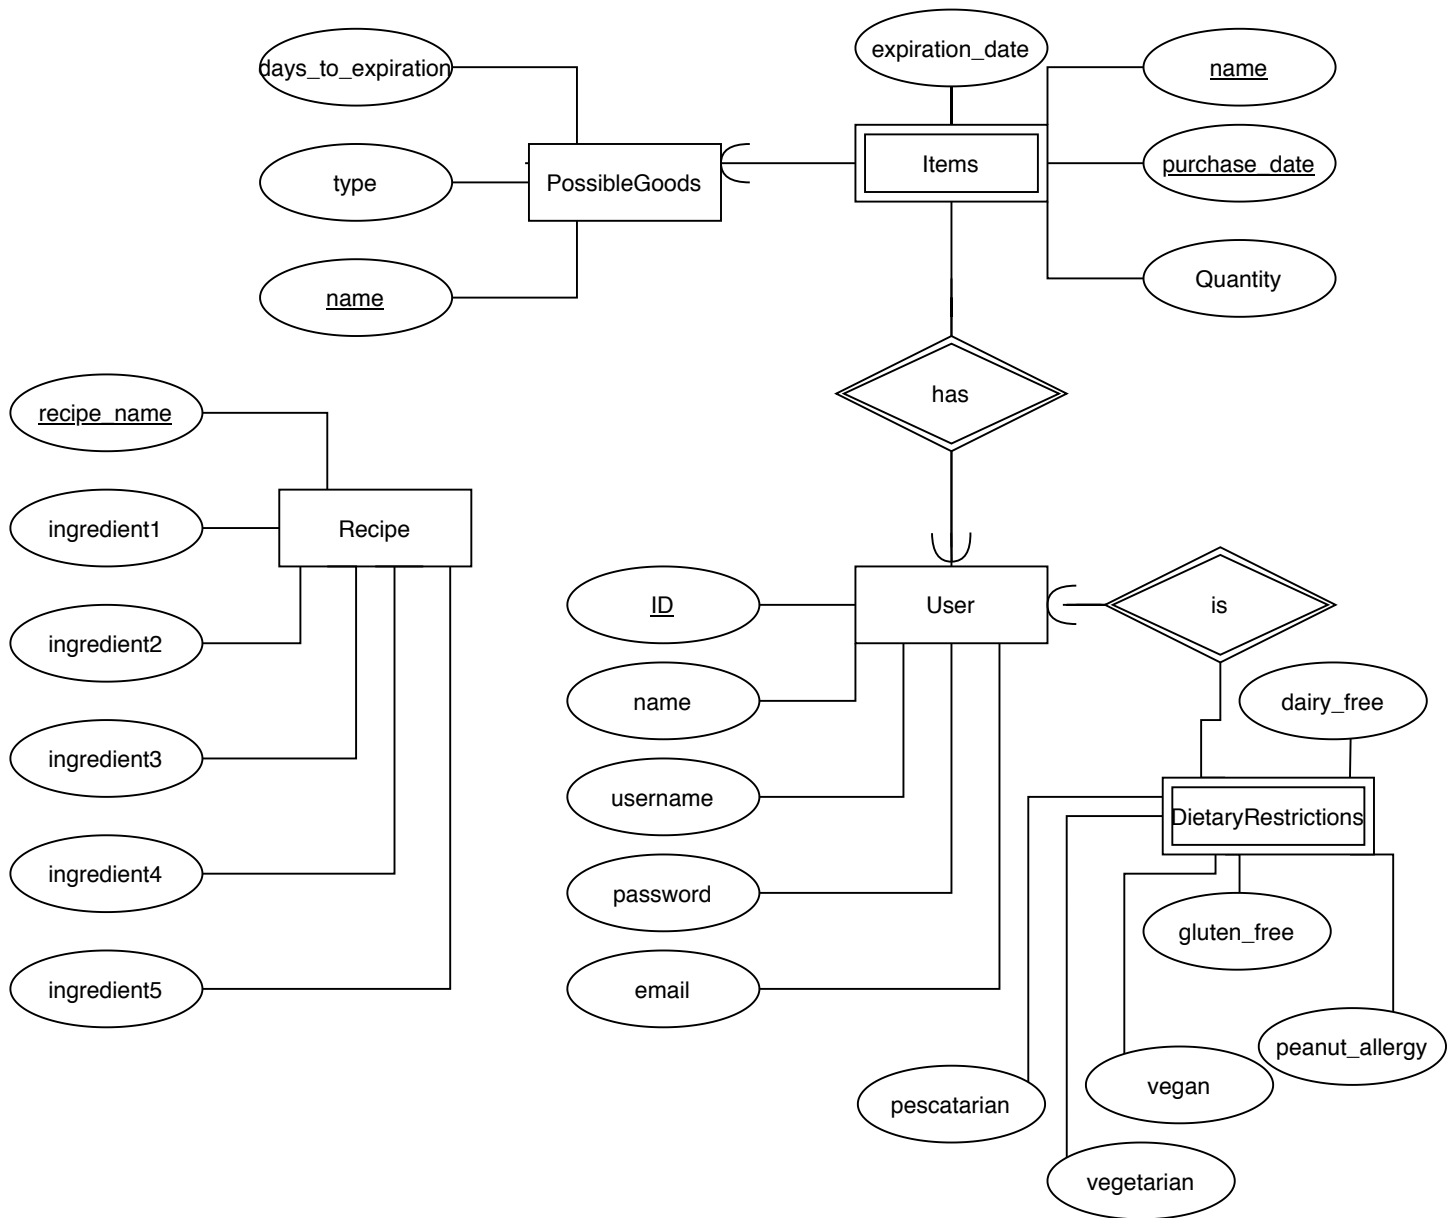 expiration_date
days_to_expiration
name
type
PossibleGoods
Items
purchase_date
name
Quantity
has
recipe_name
ingredient1
Recipe
ingredient2
ingredient3
ingredient4
ingredient5
ID
User
is
name
dairy_free
username
DietaryRestrictions
password
gluten_free
email
peanut_allergy
pescatarian
vegan
vegetarian